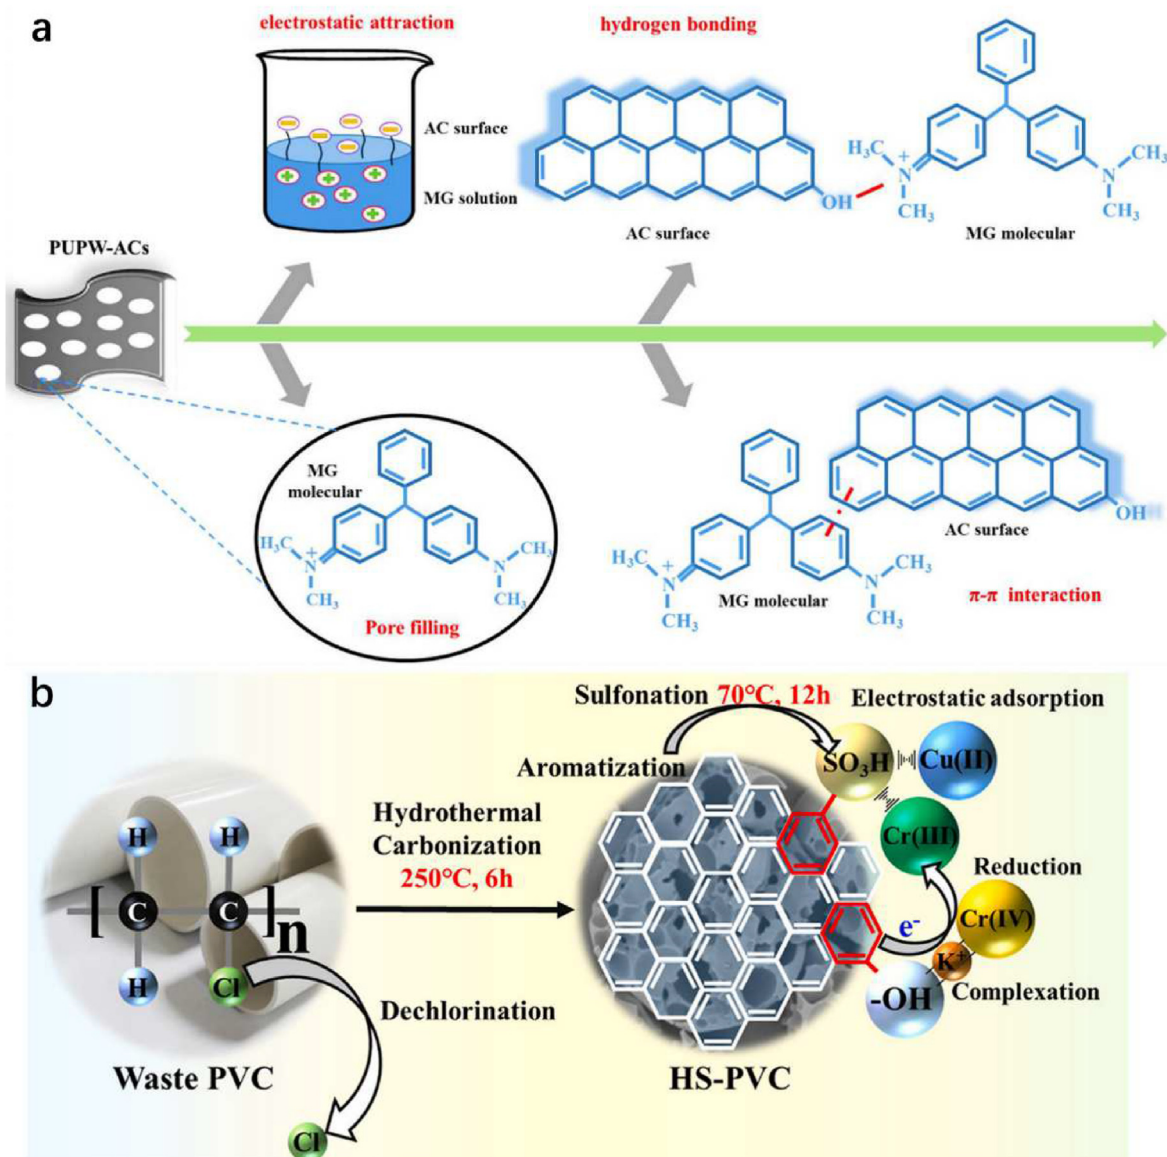 a
electrostatic attraction
hydrogen bonding
AC surface
MG solution
H₃C
+
N
CH₃
OH
CH₃
N
CH₃
AC surface
MG molecular
PUPW-ACs
MG
molecular
H₃C
+
N
CH₃
N
CH₃
CH₃
Pore filling
H₃C
+
N
CH₃
MG molecular
N
CH₃
CH₃
OH
AC surface
π-π interaction
b
Sulfonation 70°C, 12h
Electrostatic adsorption
Aromatization
SO₃H
Cu(II)
Cr(III)
Hydrothermal
Carbonization
250°C, 6h
H
H
[
C
C
]n
H
Cl
Reduction
Cr(IV)
e⁻
K⁺
-OH
Complexation
Dechlorination
Waste PVC
HS-PVC
Cl